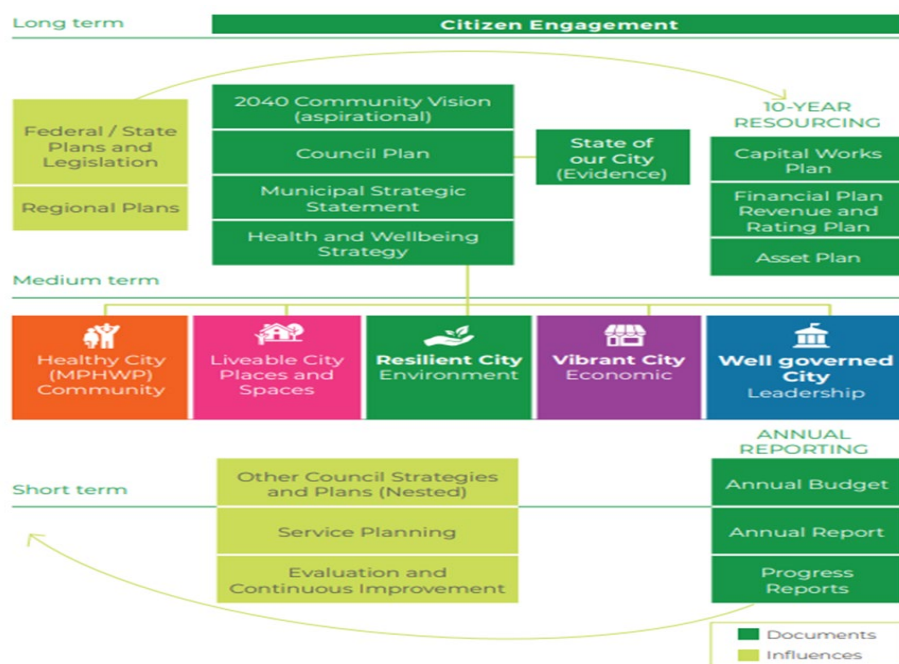 Long term
Citizen Engagement
Federal / State
Plans and
Legislation
Regional Plans
2040 Community Vision
(aspirational)
Council Plan
Municipal Strategic
Statement
Health and Wellbeing
Strategy
State of
our City
(Evidence)
10-YEAR
RESOURCING
Capital Works
Plan
Financial Plan
Revenue and
Rating Plan
Asset Plan
Medium term
Healthy City
(MPHWP)
Community
Liveable City
Places and
Spaces
Resilient City
Environment
Vibrant City
Economic
Well governed
City
Leadership
Short term
Other Council Strategies
and Plans (Nested)
Service Planning
Evaluation and
Continuous Improvement
ANNUAL
REPORTING
Annual Budget
Annual Report
Progress
Reports
Documents
Influences